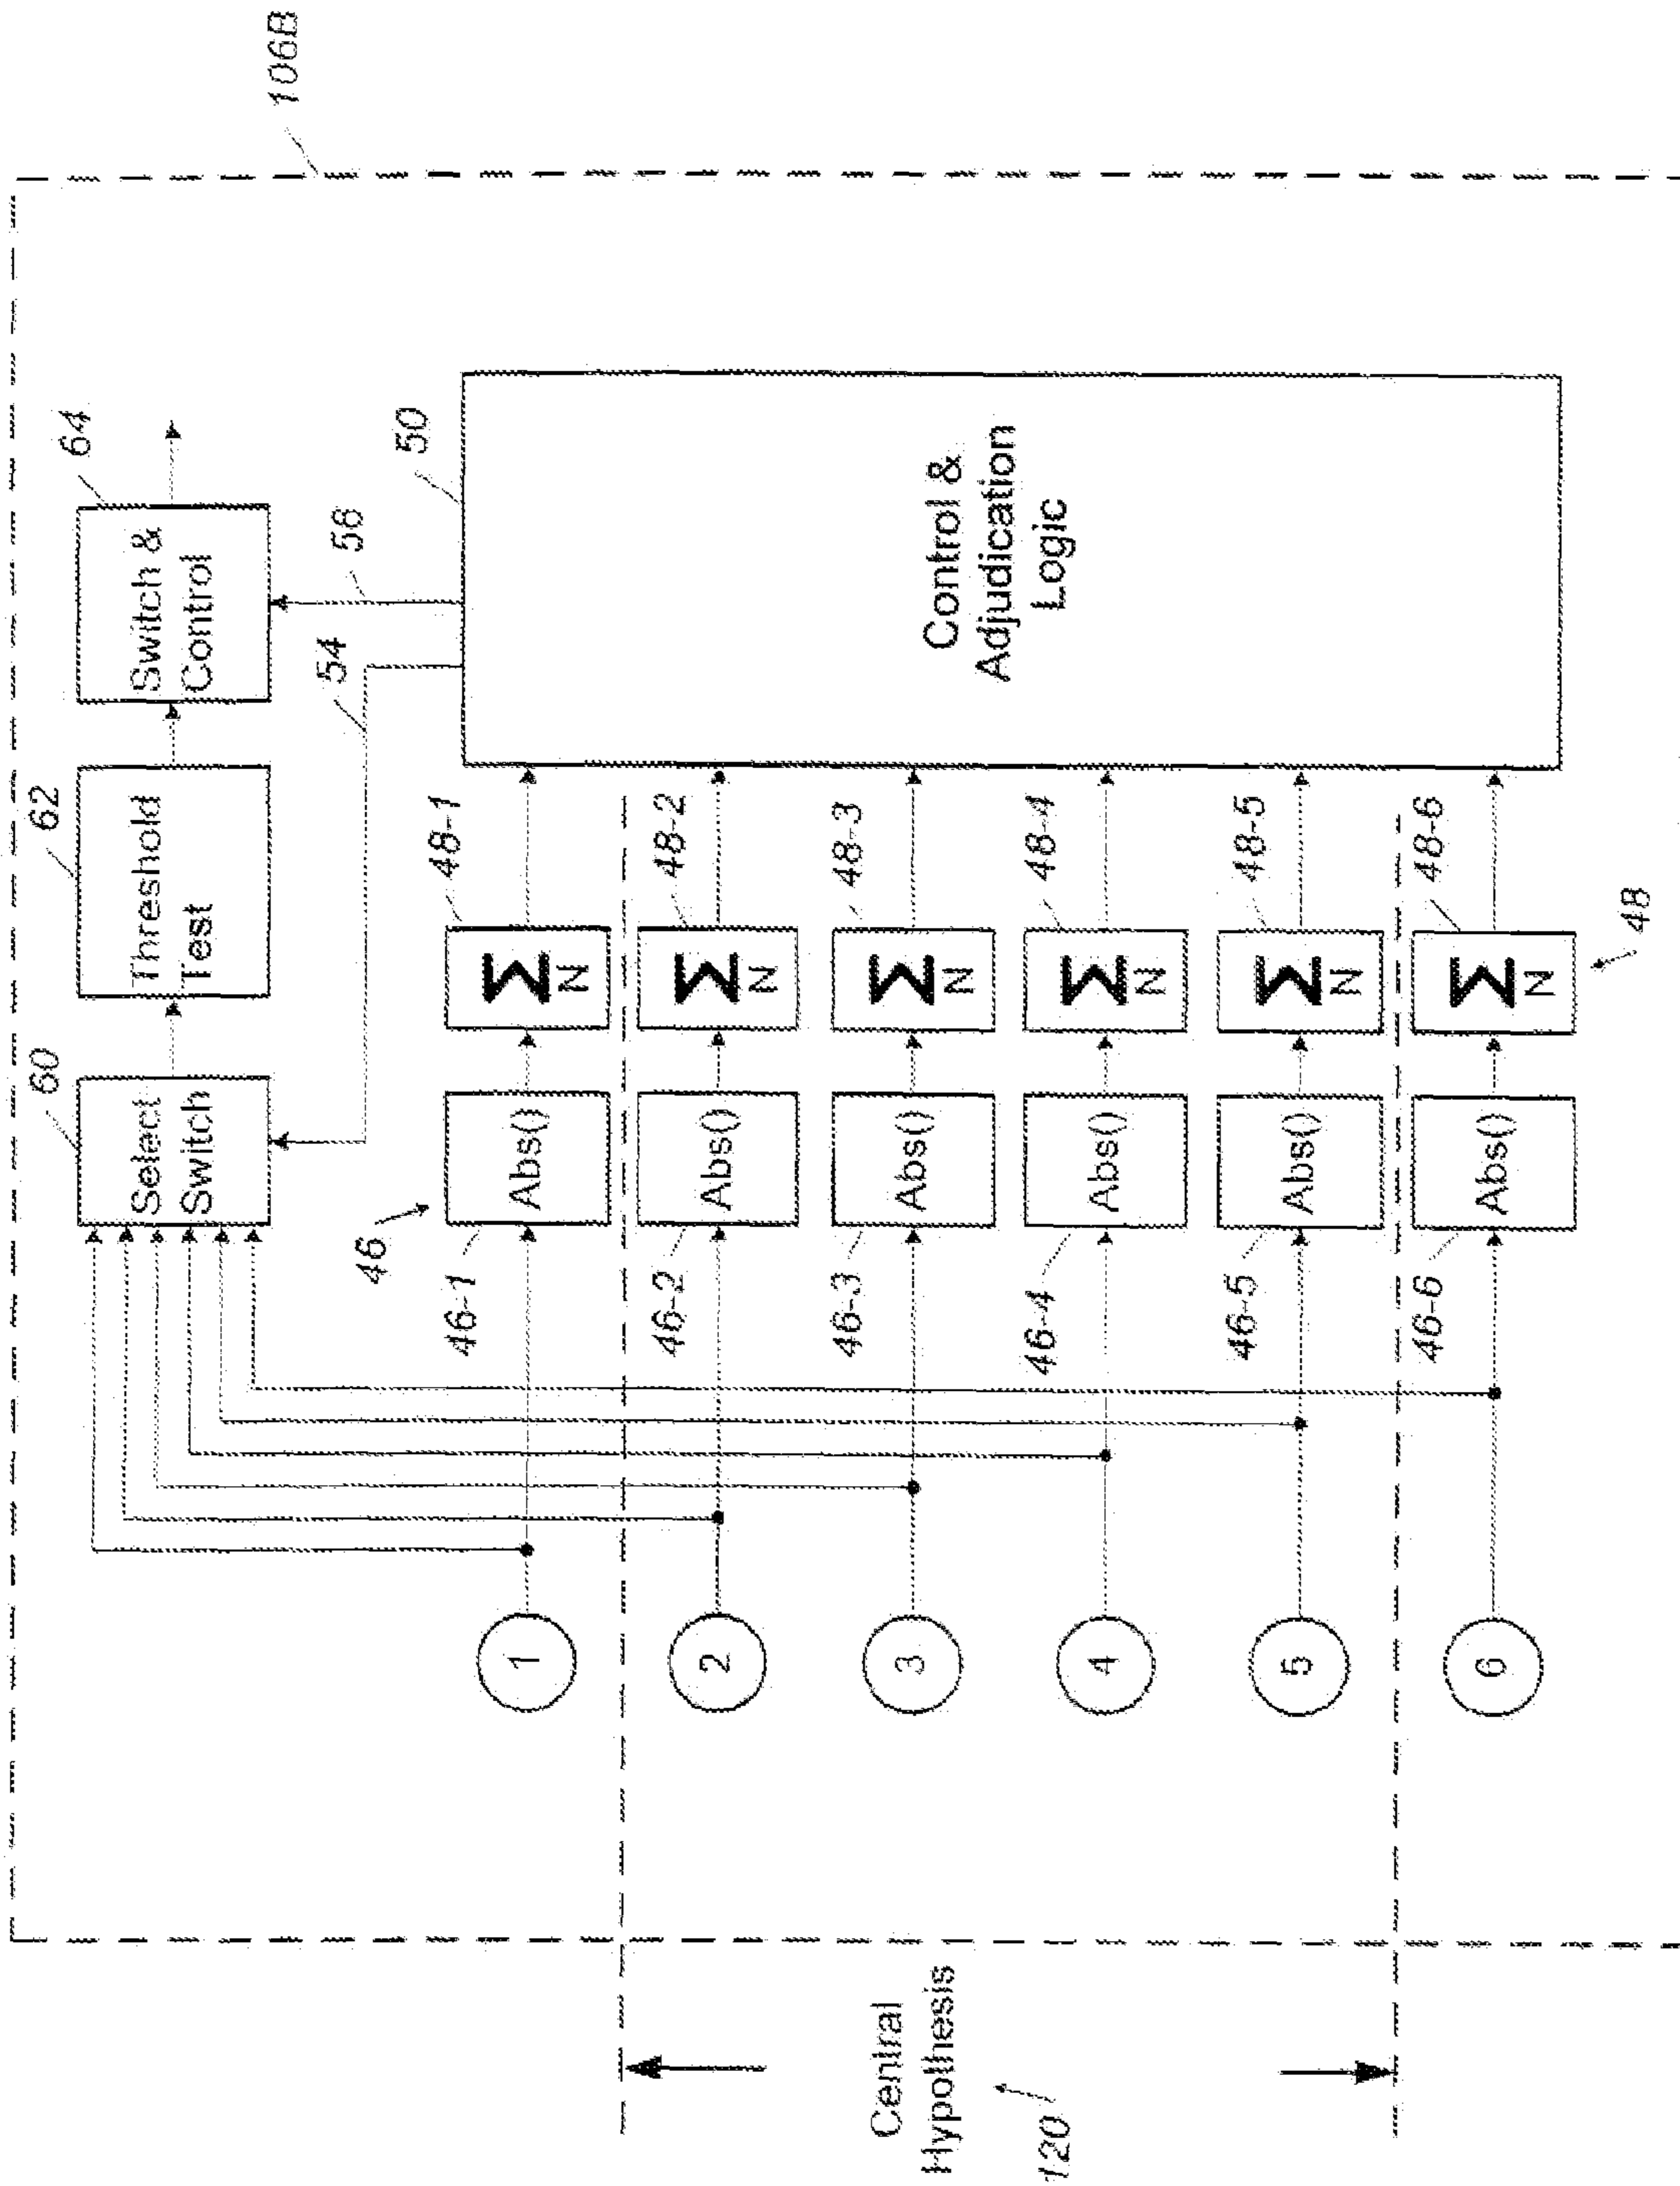 106B
60
62
64
Select
Switch
Threshold
Test
Switch &
Control
54
56
50
46
46-1
Abs()
Σ
N
48-1
1
46-2
Abs()
Σ
N
48-2
2
46-3
Abs()
Σ
N
48-3
3
46-4
Abs()
Σ
N
48-4
4
46-5
Abs()
Σ
N
48-5
5
46-6
Abs()
Σ
N
48-6
6
48
Control &
Adjudication
Logic
Central
Hypothesis
120